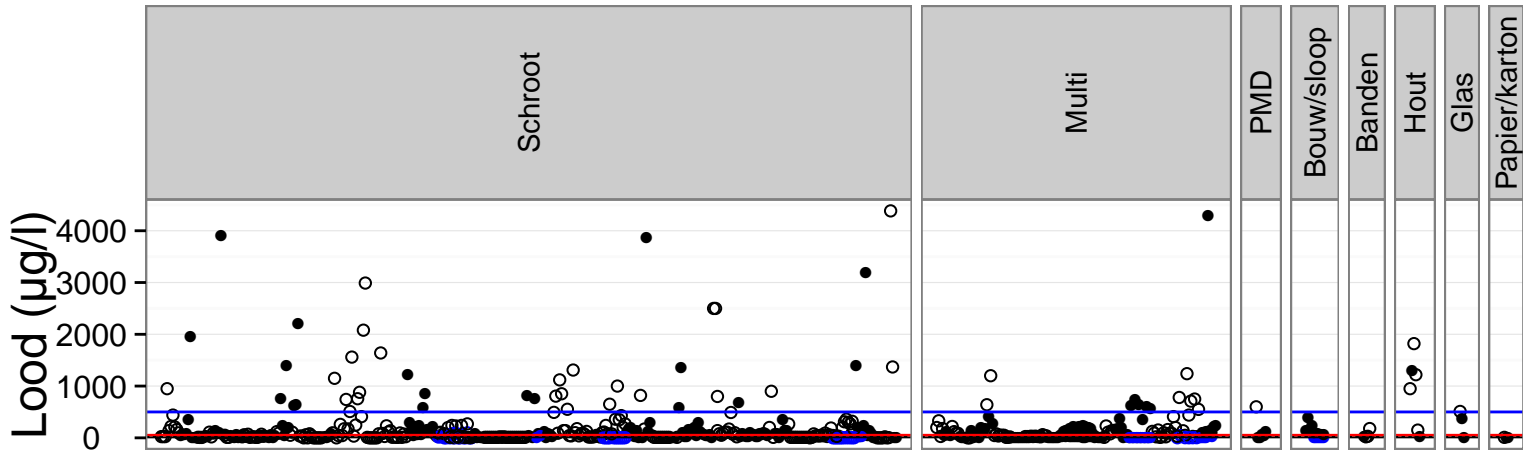 Schroot
Multi
PMD
Bouw/sloop
Banden
Hout
Glas
Papier/karton
Lood (µg/l)
4000
3000
2000
1000
0